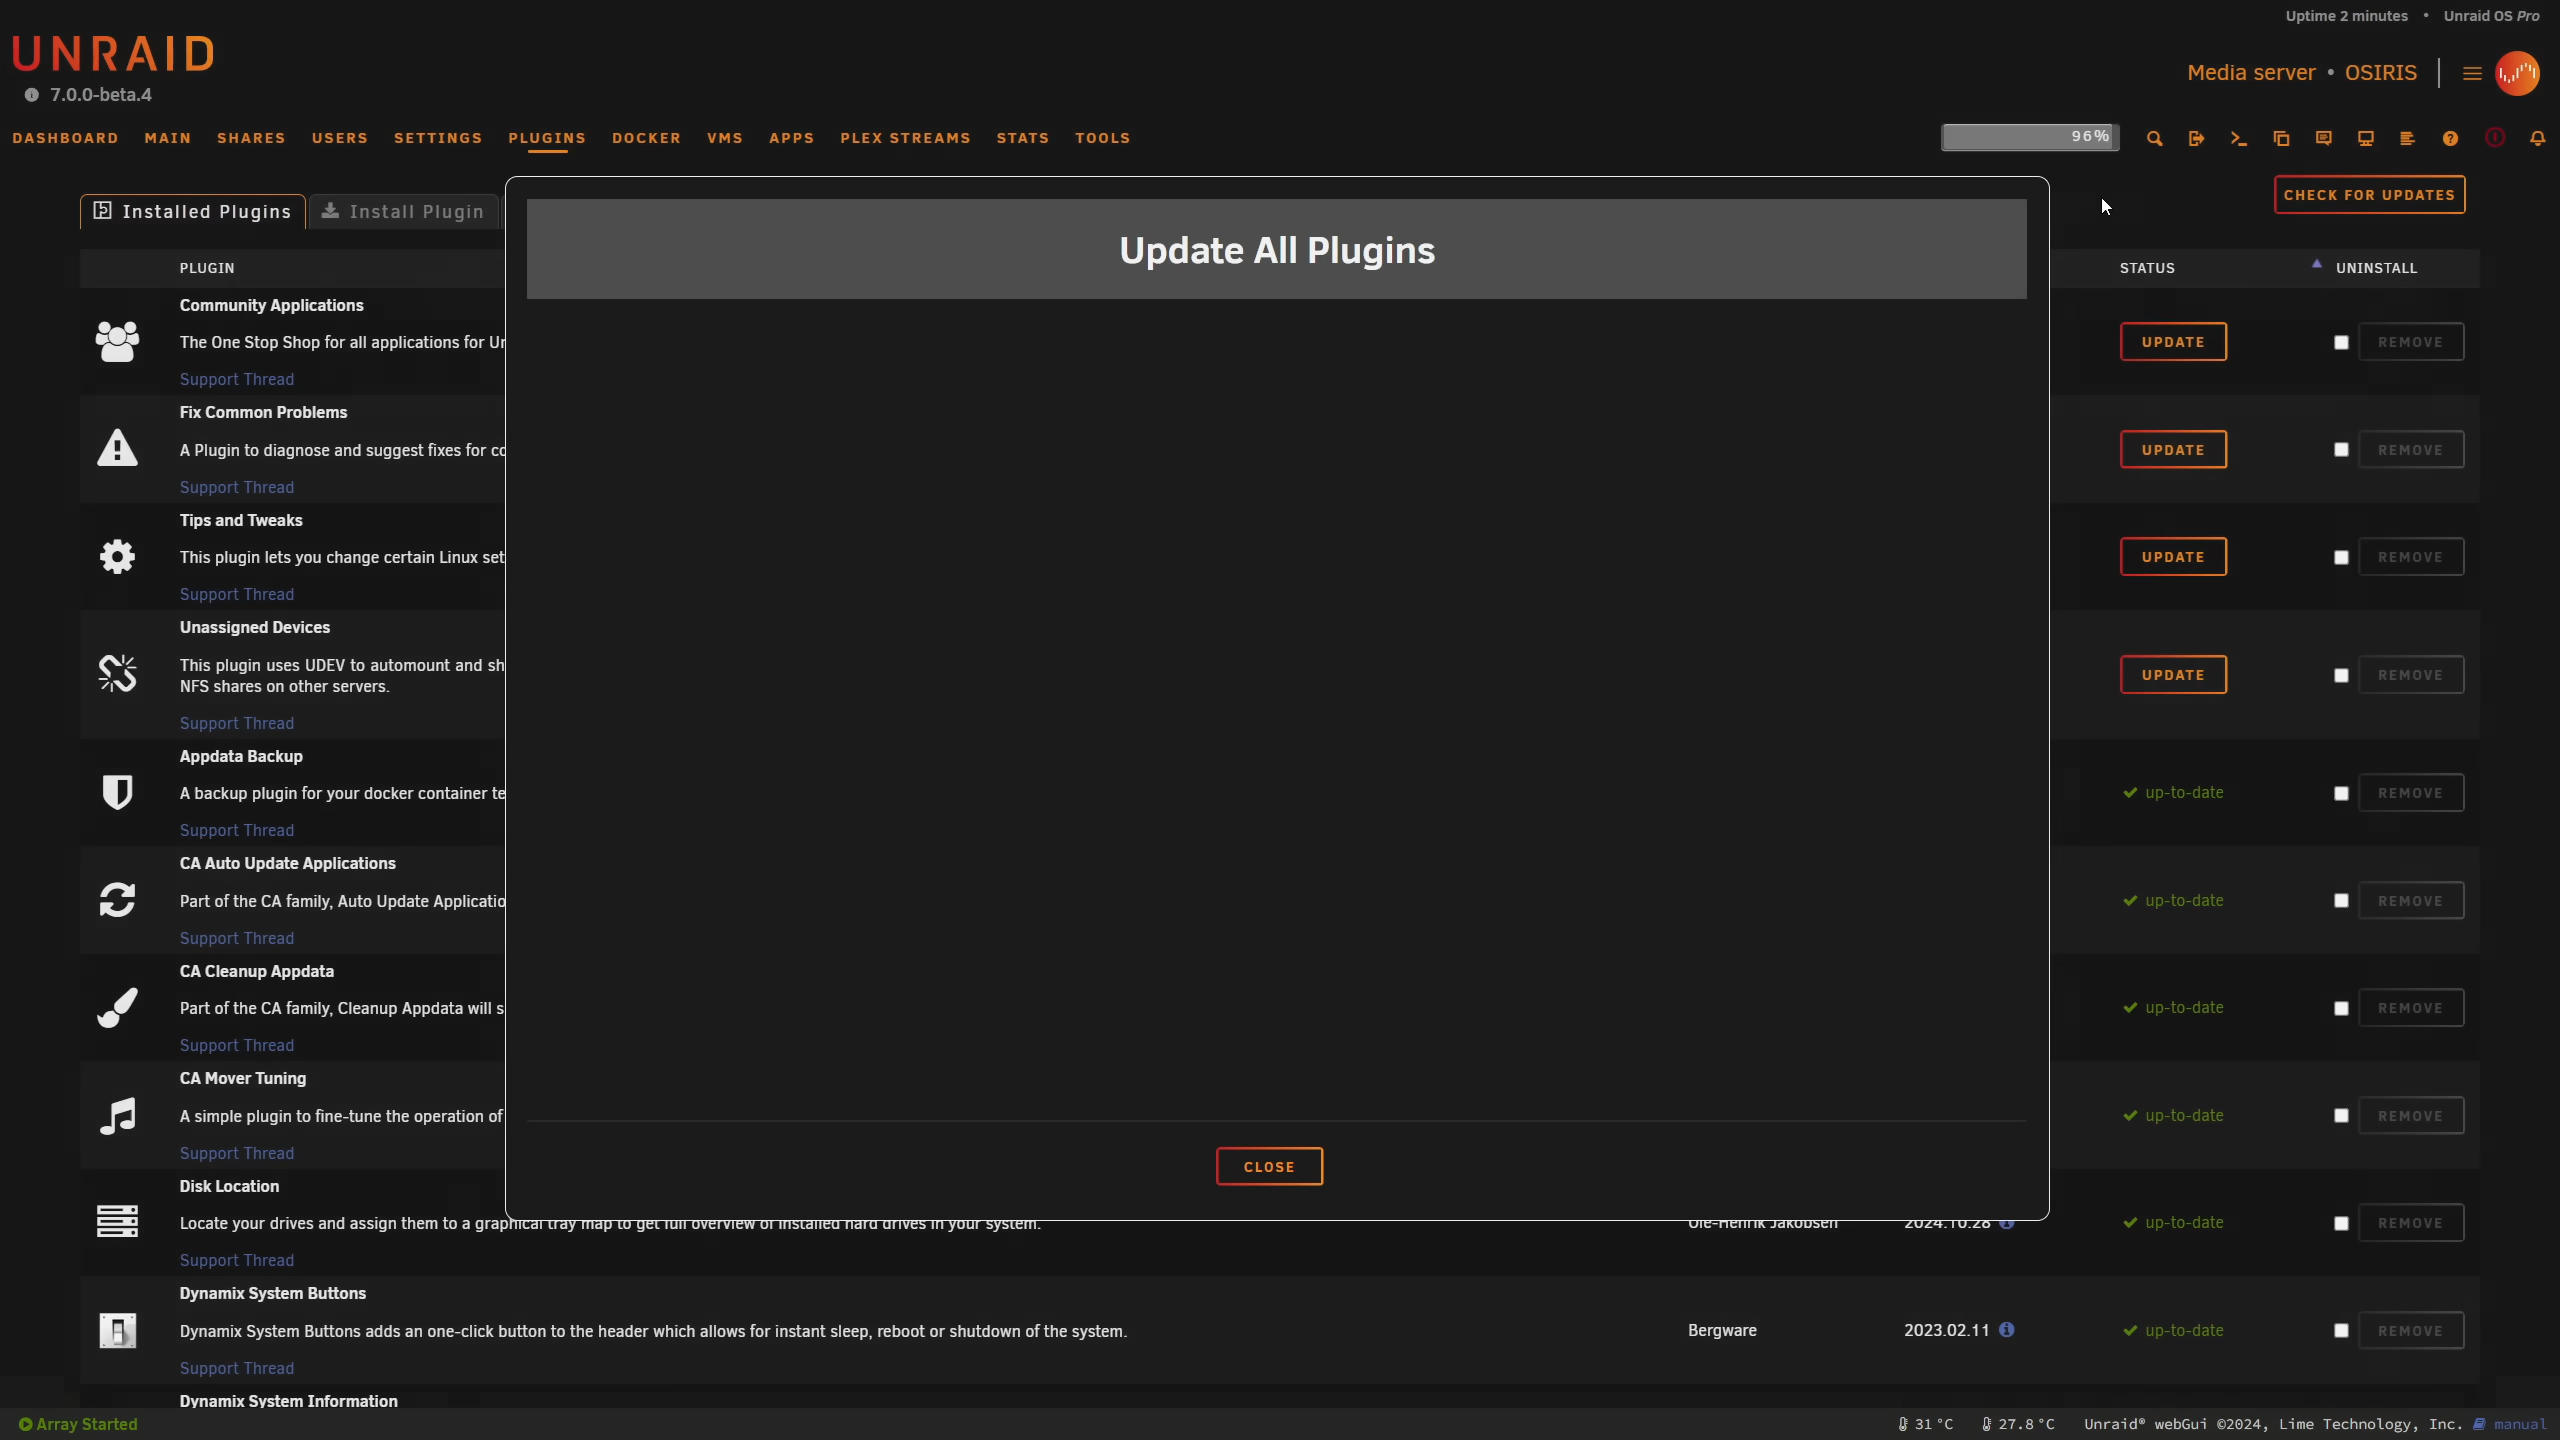 Uptime 2 minutes • Unraid OS Pro
UNRAID
7.0.0-beta.4
Media server • OSIRIS
DASHBOARD MAIN SHARES USERS SETTINGS PLUGINS DOCKER VMS APPS PLEX STREAMS STATS TOOLS
96%
Installed Plugins
Install Plugin
CHECK FOR UPDATES
Update All Plugins
PLUGIN
STATUS
UNINSTALL
Community Applications
The One Stop Shop for all applications for
Support Thread
UPDATE
REMOVE
Fix Common Problems
A Plugin to diagnose and suggest fixes for
Support Thread
UPDATE
REMOVE
Tips and Tweaks
This plugin lets you change certain Linux set
Support Thread
UPDATE
REMOVE
Unassigned Devices
This plugin uses UDEV to automount and sh
NFS shares on other servers.
Support Thread
UPDATE
REMOVE
Appdata Backup
A backup plugin for your docker container te
Support Thread
up-to-date
REMOVE
CA Auto Update Applications
Part of the CA family, Auto Update Applicatio
Support Thread
up-to-date
REMOVE
CA Cleanup Appdata
Part of the CA family, Cleanup Appdata will s
Support Thread
up-to-date
REMOVE
CA Mover Tuning
A simple plugin to fine-tune the operation of
Support Thread
up-to-date
REMOVE
CLOSE
Disk Location
Locate your drives and assign them to a graphical tray map to get full overview of installed hard drives in your system.
Support Thread
Ole-Henrik Jakobsen
2024.10.28
up-to-date
REMOVE
Dynamix System Buttons
Dynamix System Buttons adds an one-click button to the header which allows for instant sleep, reboot or shutdown of the system.
Support Thread
Bergware
2023.02.11
up-to-date
REMOVE
Dynamix System Information
Array Started
31 °C 27.8 °C Unraid® webGui ©2024, Lime Technology, Inc. manual